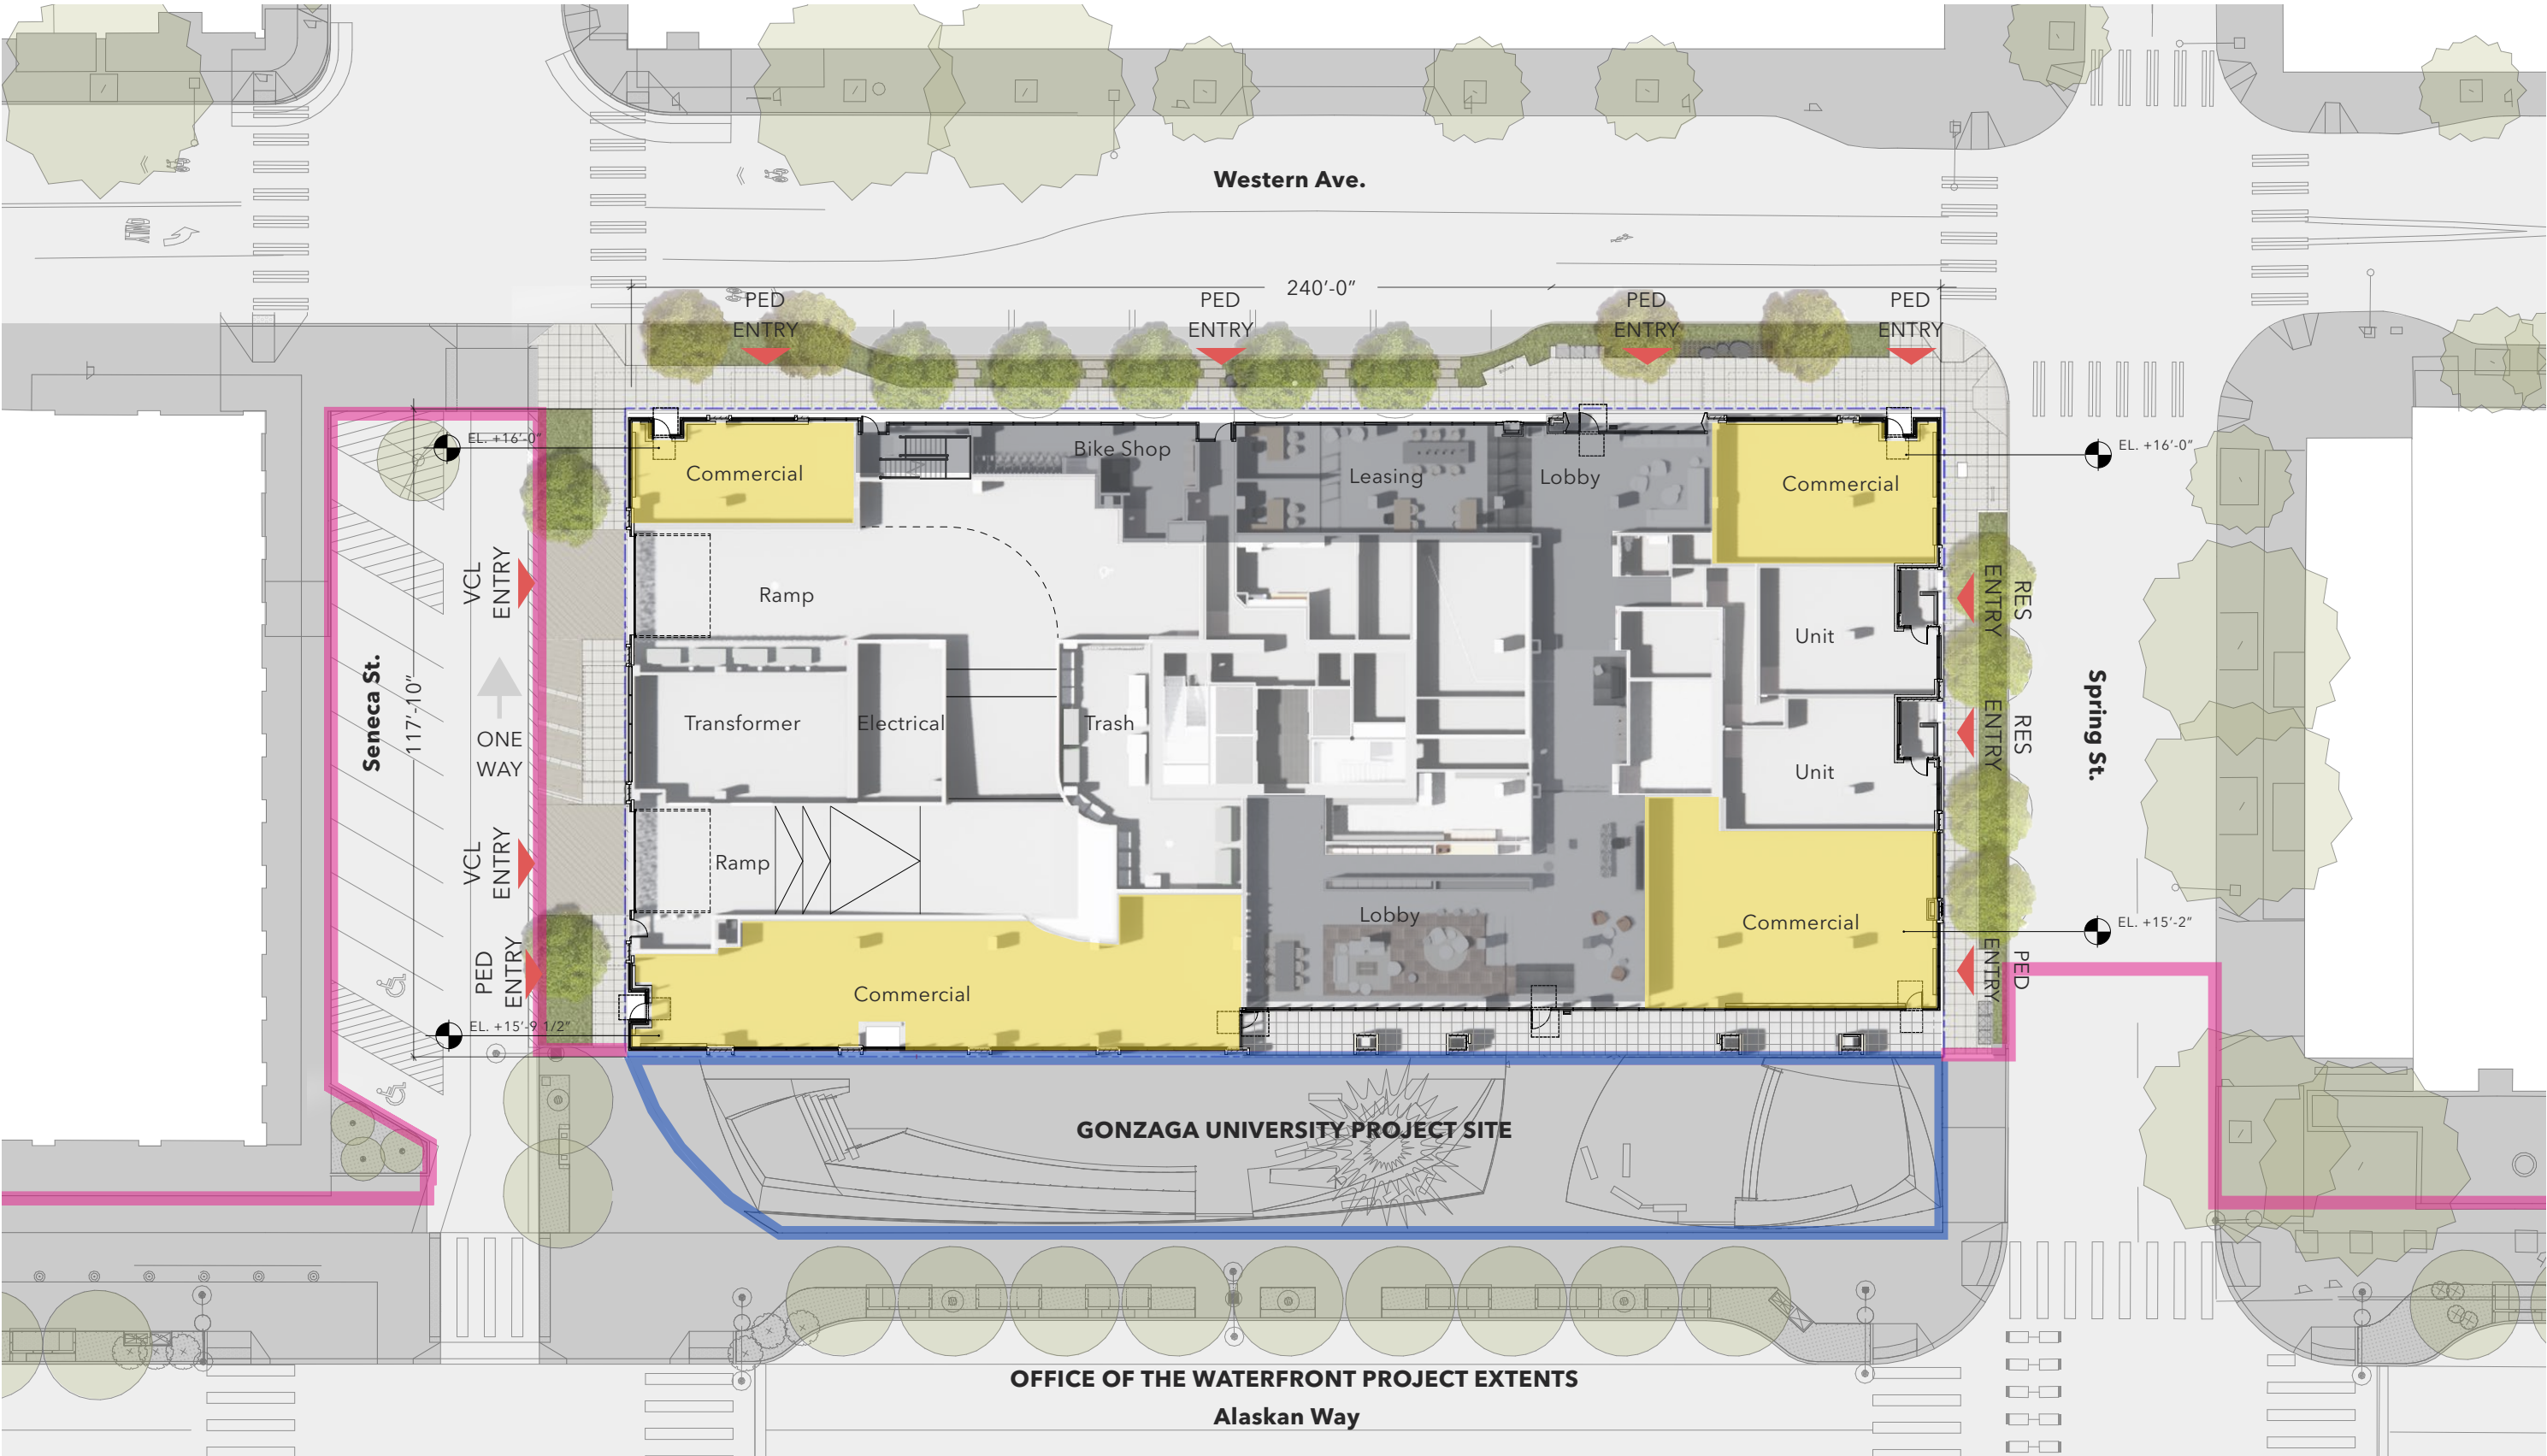 Western Ave.
240'-0"
PED
ENTRY
PED
ENTRY
PED
ENTRY
PED
ENTRY
EL. +16'-0"
EL. +16'-0"
Commercial
Bike Shop
Leasing
Lobby
Commercial
VCL
ENTRY
Ramp
RES
ENTRY
Unit
Seneca St.
117'-10"
ONE
WAY
Transformer
Electrical
Trash
RES
ENTRY
Unit
Spring St.
VCL
ENTRY
Ramp
Lobby
Commercial
EL. +15'-2"
PED
ENTRY
PED
ENTRY
Commercial
EL. +15'-9 1/2"
GONZAGA UNIVERSITY PROJECT SITE
OFFICE OF THE WATERFRONT PROJECT EXTENTS
Alaskan Way
ONLY